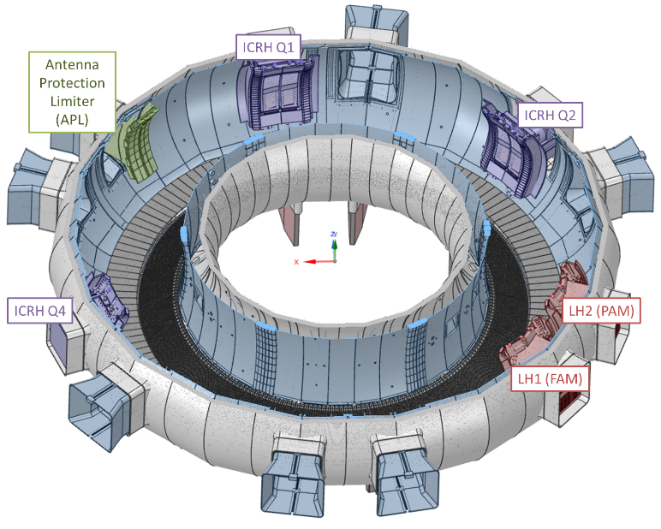 ICRH Q1
Antenna
Protection
Limiter
(APL)
ICRH Q2
X
ICRH Q4
LH2 (PAM)
LH1 (FAM)